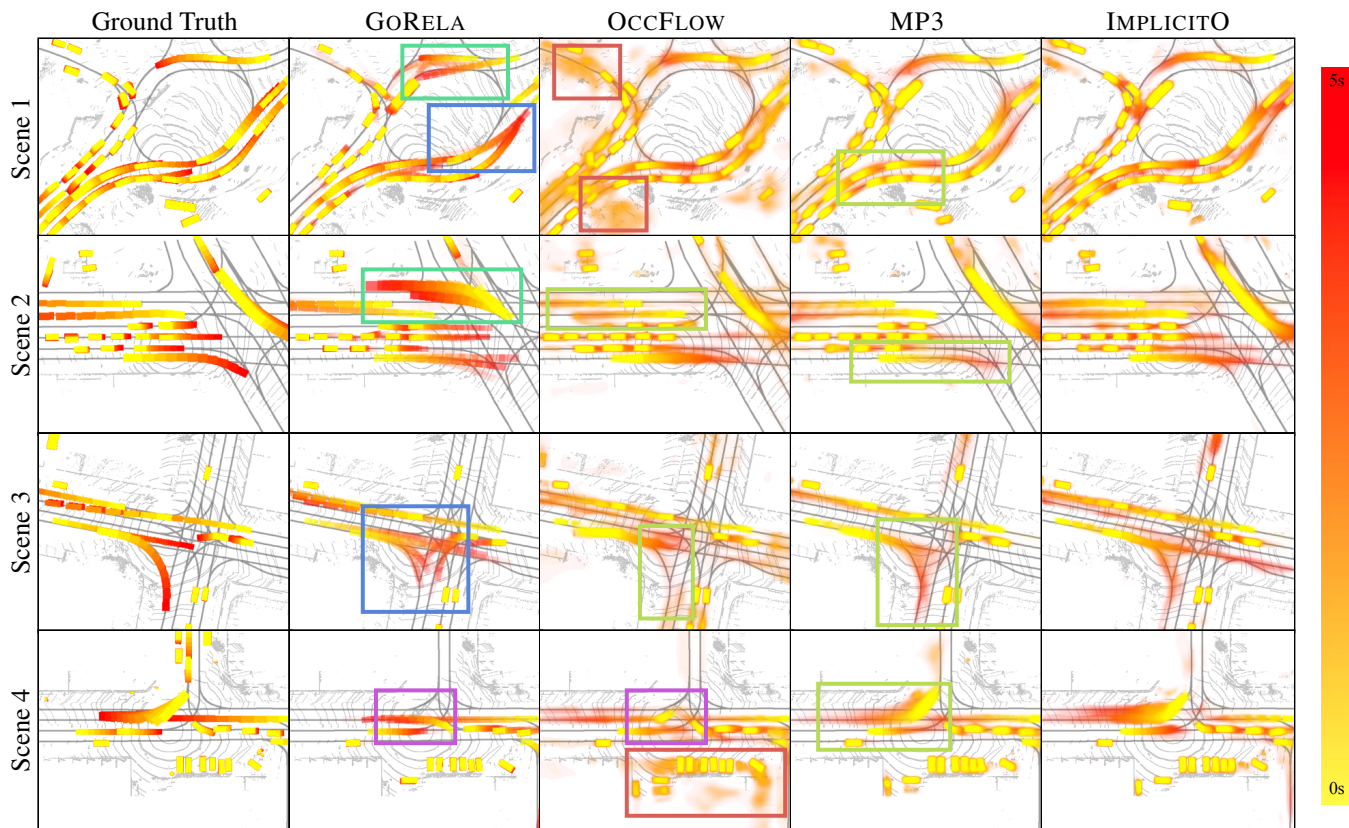 Ground Truth GORELA OCCFLOW MP3 IMPLICITO
5s
Scene 1
Scene 2
Scene 3
Scene 4
0s